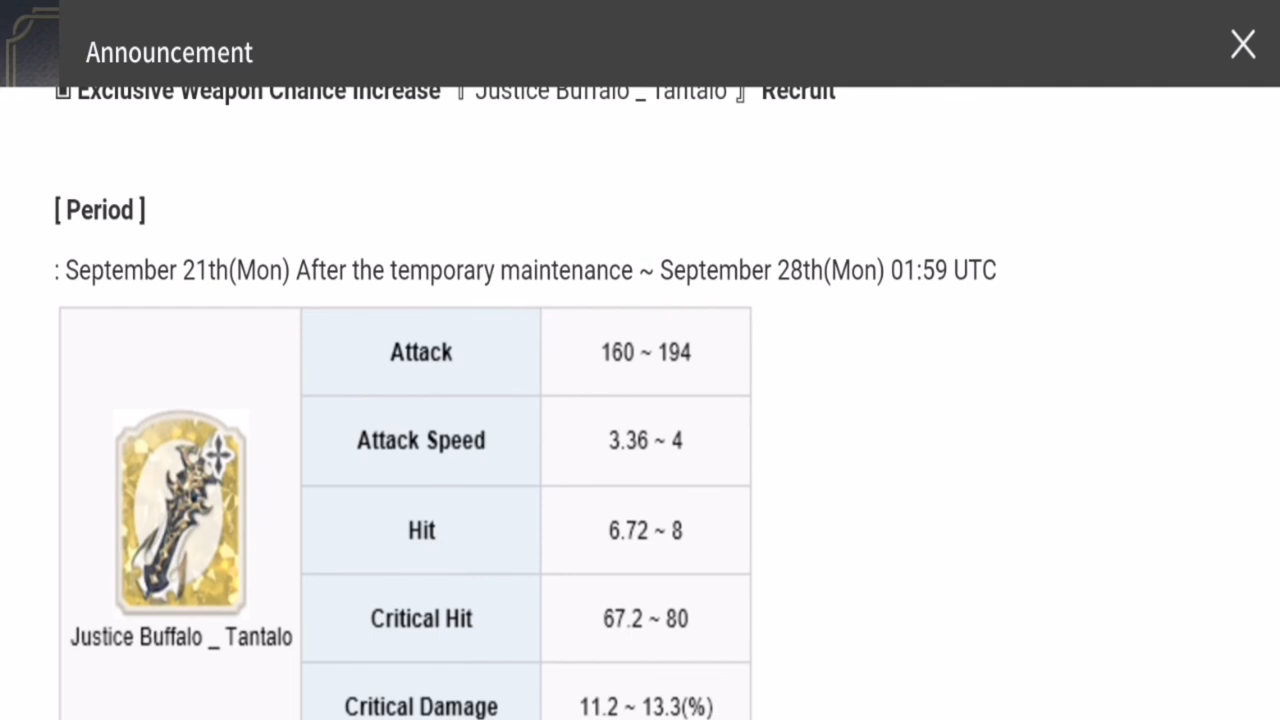 Announcement
▣ Exclusive Weapon Chance Increase 『 Justice Buffalo _ Tantalo 』 Recruit
[ Period ]
: September 21th(Mon) After the temporary maintenance ~ September 28th(Mon) 01:59 UTC
Attack 160 ~ 194
Attack Speed 3.36 ~ 4
Hit 6.72 ~ 8
Critical Hit 67.2 ~ 80
Justice Buffalo _ Tantalo
Critical Damage 11.2 ~ 13.3(%)